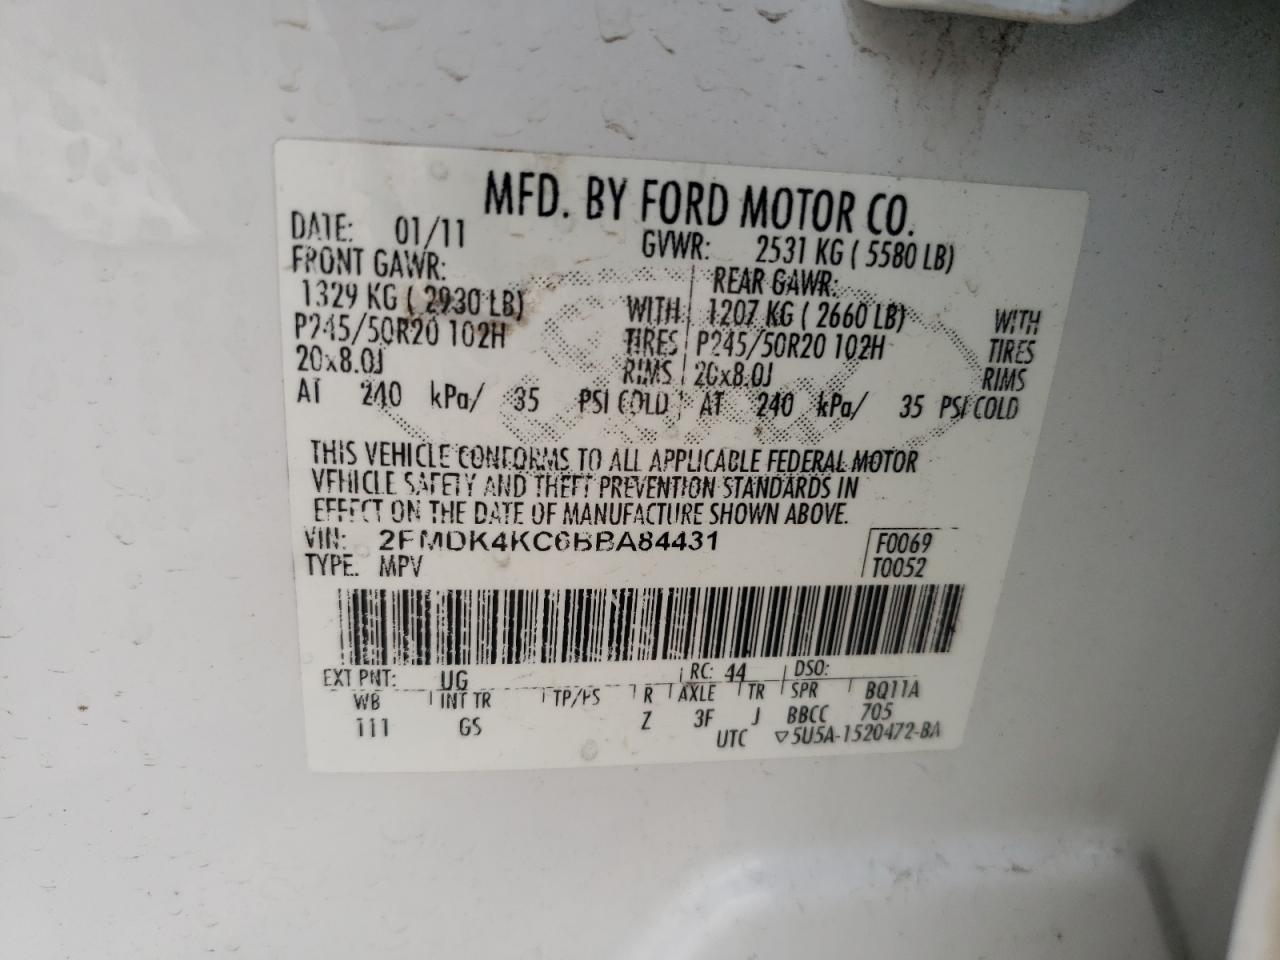 MFD. BY FORD MOTOR CO.
DATE: 01/11 GVWR: 2531 KG ( 5580 LB)
FRONT GAWR: REAR GAWR:
1329 KG ( 2930 LB) WITH 1207 KG ( 2660 LB) WITH
P245/50R20 102H TIRES P245/50R20 102H TIRES
20x8.0J RIMS 20x8.0J RIMS
AT 240 kPa/ 35 PSI COLD AT 240 kPa/ 35 PSI COLD
THIS VEHICLE CONFORMS TO ALL APPLICABLE FEDERAL MOTOR
VEHICLE SAFETY AND THEFT PREVENTION STANDARDS IN
EFFECT ON THE DATE OF MANUFACTURE SHOWN ABOVE.
VIN: 2FMDK4KC6BBA84431 F0069
TYPE: MPV T0052
EXT PNT: UG RC: 44 DSO:
WB INT TR TP/PS R AXLE TR SPR BQ11A
111 GS Z 3F J BBCC 705
UTC ▽5U5A-1520472-BA